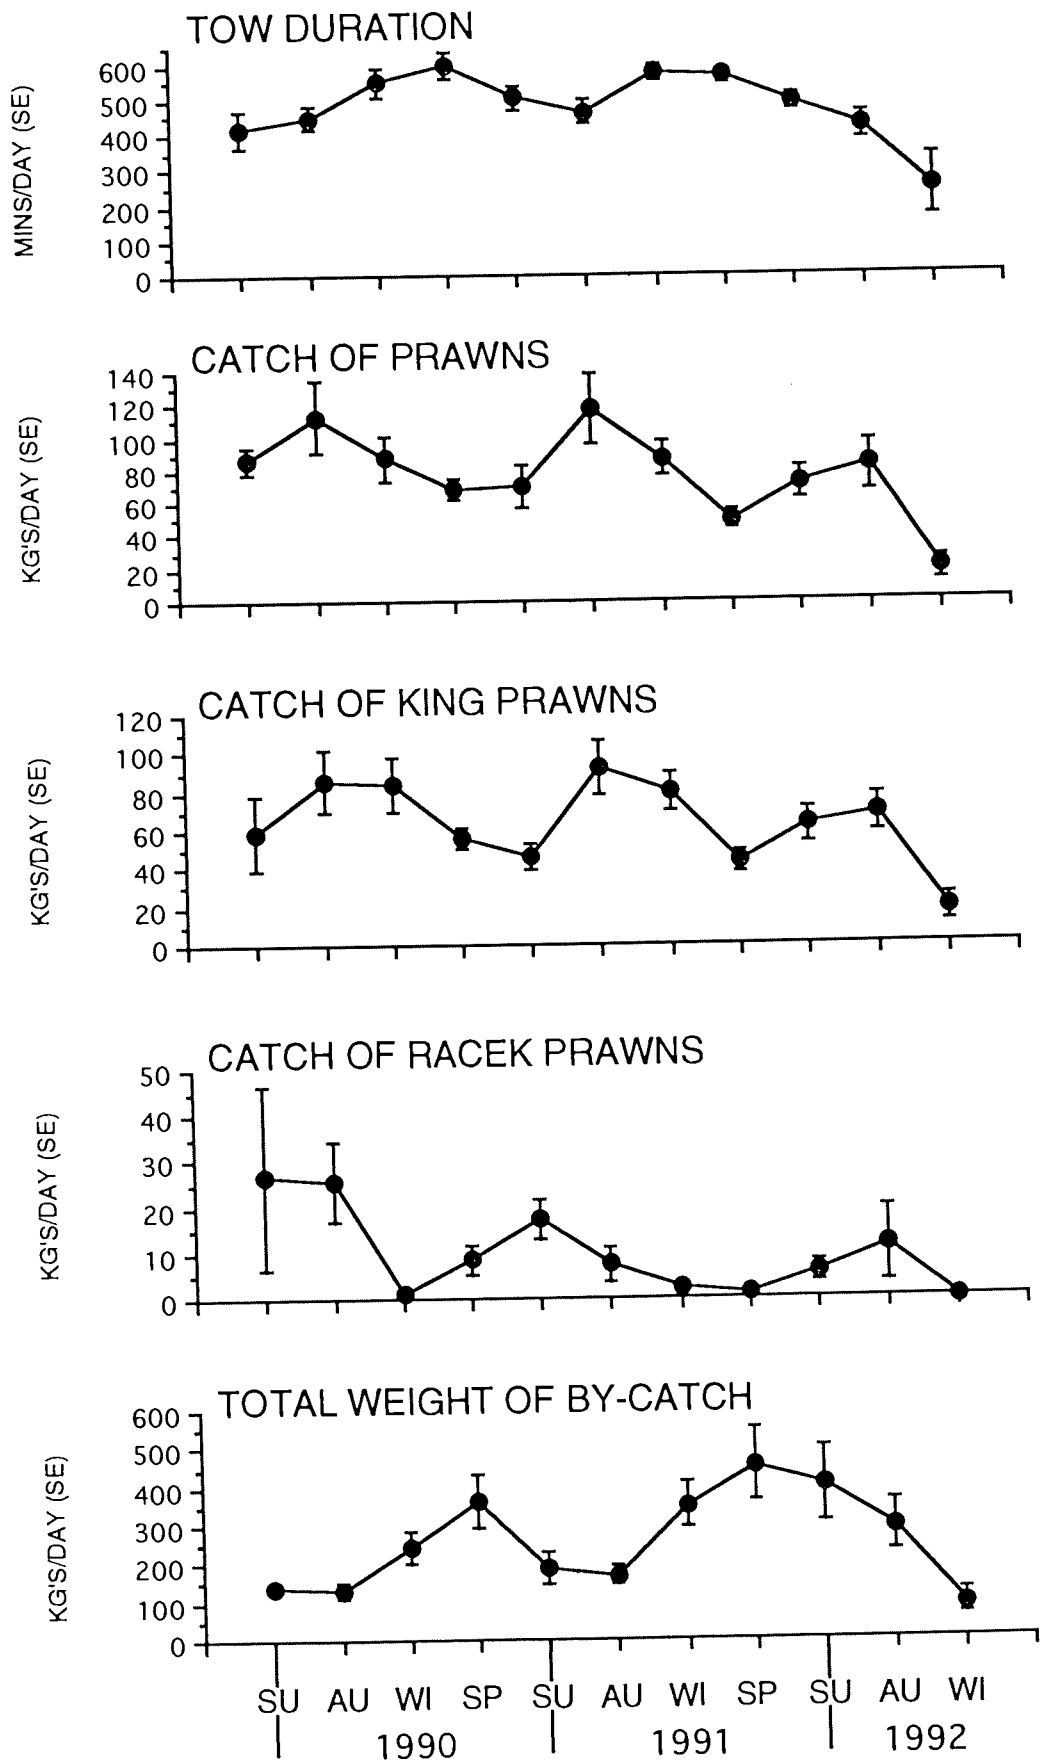 TOW DURATION
MINS/DAY (SE)
600
500
400
300
200
100
0
CATCH OF PRAWNS
KG'S/DAY (SE)
140
120
100
80
60
40
20
0
CATCH OF KING PRAWNS
KG'S/DAY (SE)
120
100
80
60
40
20
0
CATCH OF RACEK PRAWNS
KG'S/DAY (SE)
50
40
30
20
10
0
TOTAL WEIGHT OF BY-CATCH
KG'S/DAY (SE)
600
500
400
300
200
100
0
SU AU WI SP SU AU WI SP SU AU WI
1990 1991 1992